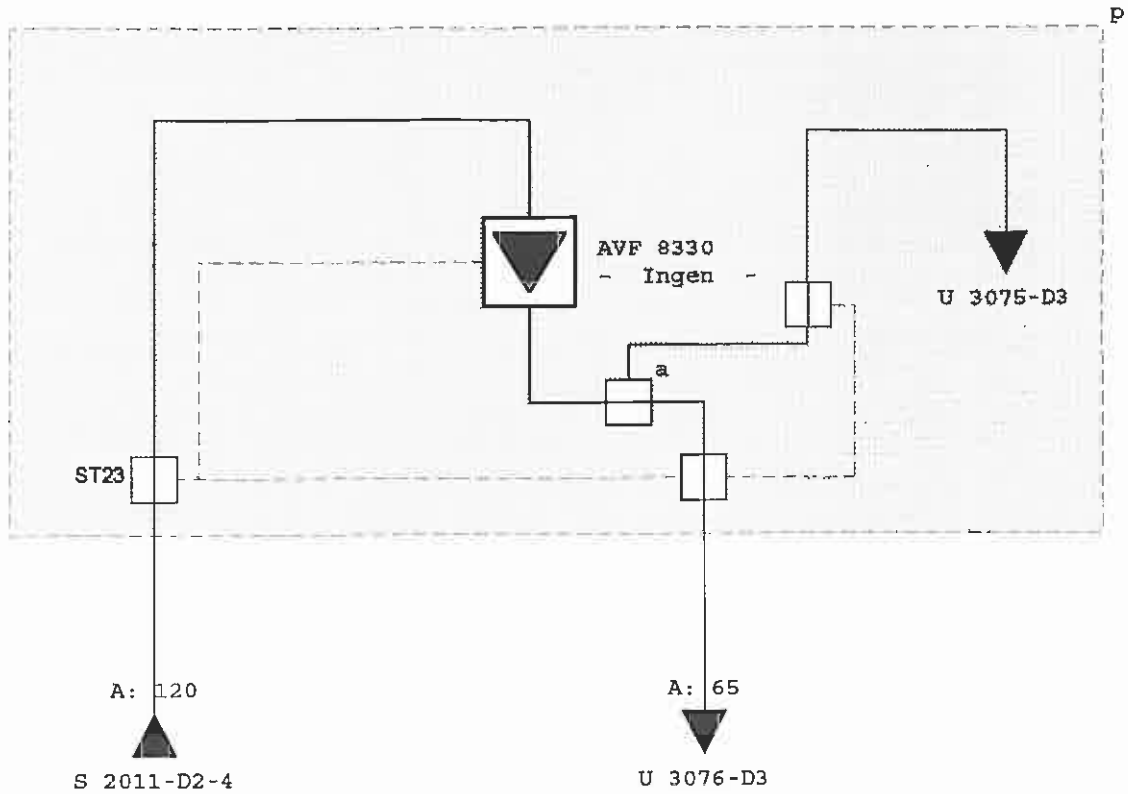 p
AVF 8330
- Ingen -
U 3075-D3
a
ST23
A: 120
A: 65
S 2011-D2-4
U 3076-D3